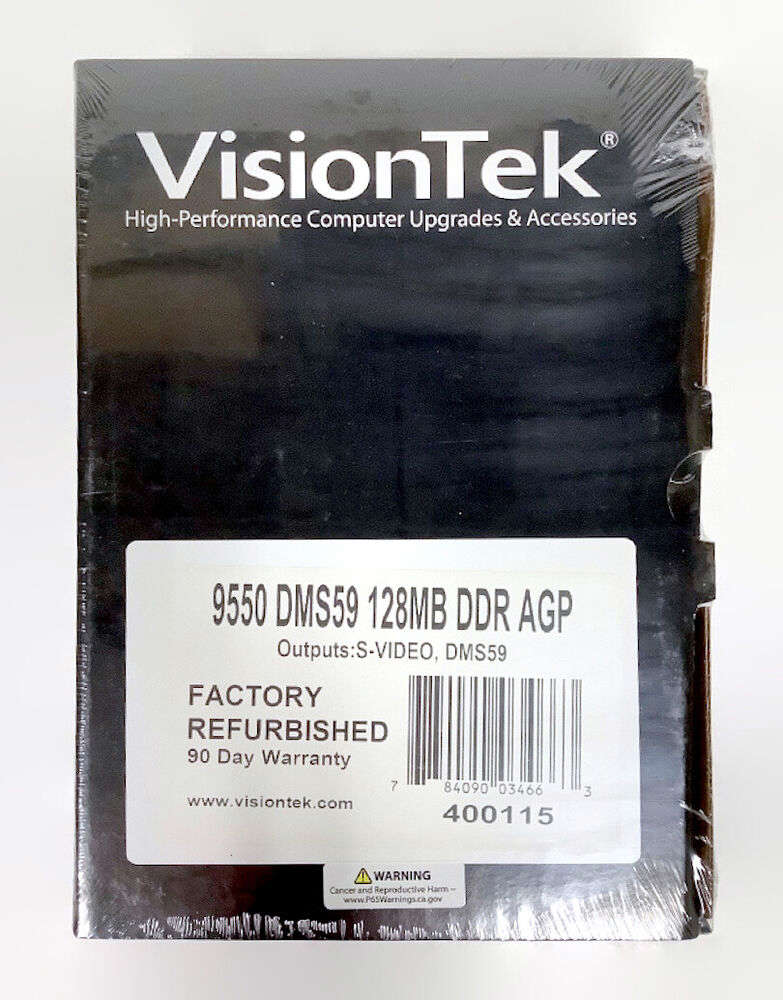 VisionTek®
High-Performance Computer Upgrades & Accessories
9550 DMS59 128MB DDR AGP
Outputs:S-VIDEO, DMS59
FACTORY
REFURBISHED
90 Day Warranty
www.visiontek.com
7 84090 03466 3
400115
⚠ WARNING
Cancer and Reproductive Harm –
www.P65Warnings.ca.gov